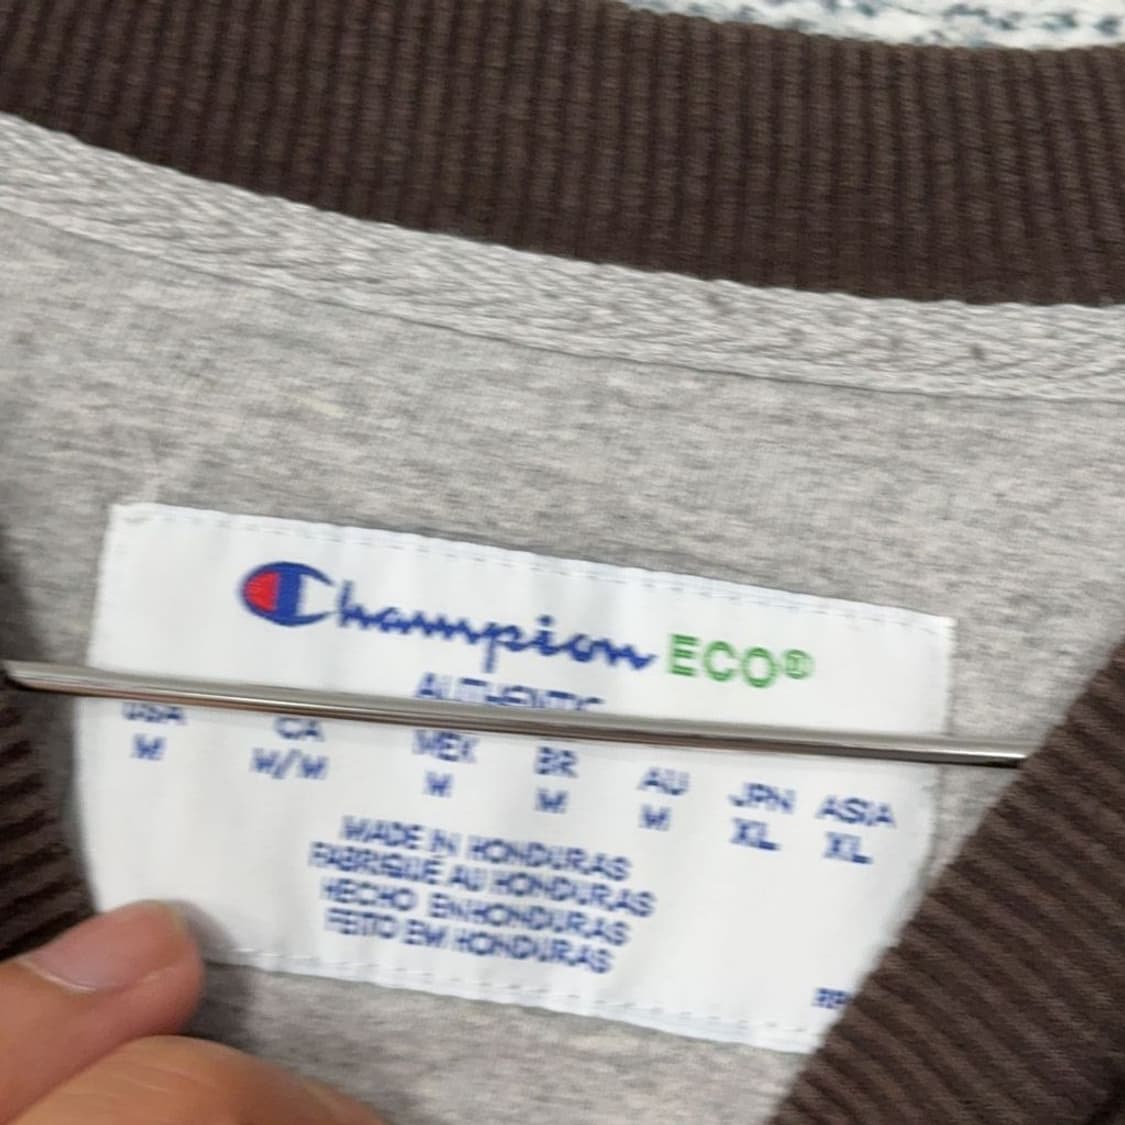 Champion ECO®
AUTHENTIC
USA CA MEX BR AU JPN ASIA
M M/M M M M XL XL
MADE IN HONDURAS
FABRIQUÉ AU HONDURAS
HECHO EN HONDURAS
FEITO EM HONDURAS